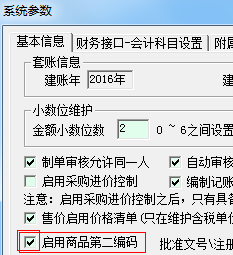 系统参数
基本信息 财务接口-会计科目设置 附
套账信息
建账年 2016年 建
小数位维护
金额小数位数 2 0 ~ 6之间设置
制单审核允许同一人 自动审核
启用采购进价控制 编制记账
注意：启用采购进价控制之后，只有具备
售价启用价格清单(只在维护含税单价
启用商品第二编码 批准文号\注册